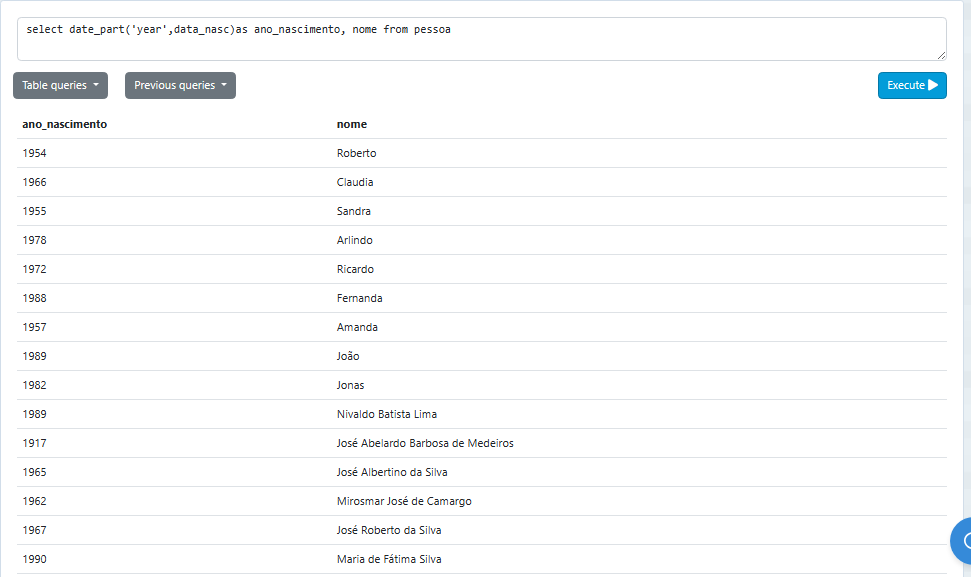 select date_part('year',data_nasc)as ano_nascimento, nome from pessoa
Table queries Previous queries Execute
ano_nascimento nome
1954 Roberto
1966 Claudia
1955 Sandra
1978 Arlindo
1972 Ricardo
1988 Fernanda
1957 Amanda
1989 João
1982 Jonas
1989 Nivaldo Batista Lima
1917 José Abelardo Barbosa de Medeiros
1965 José Albertino da Silva
1962 Mirosmar José de Camargo
1967 José Roberto da Silva
1990 Maria de Fátima Silva